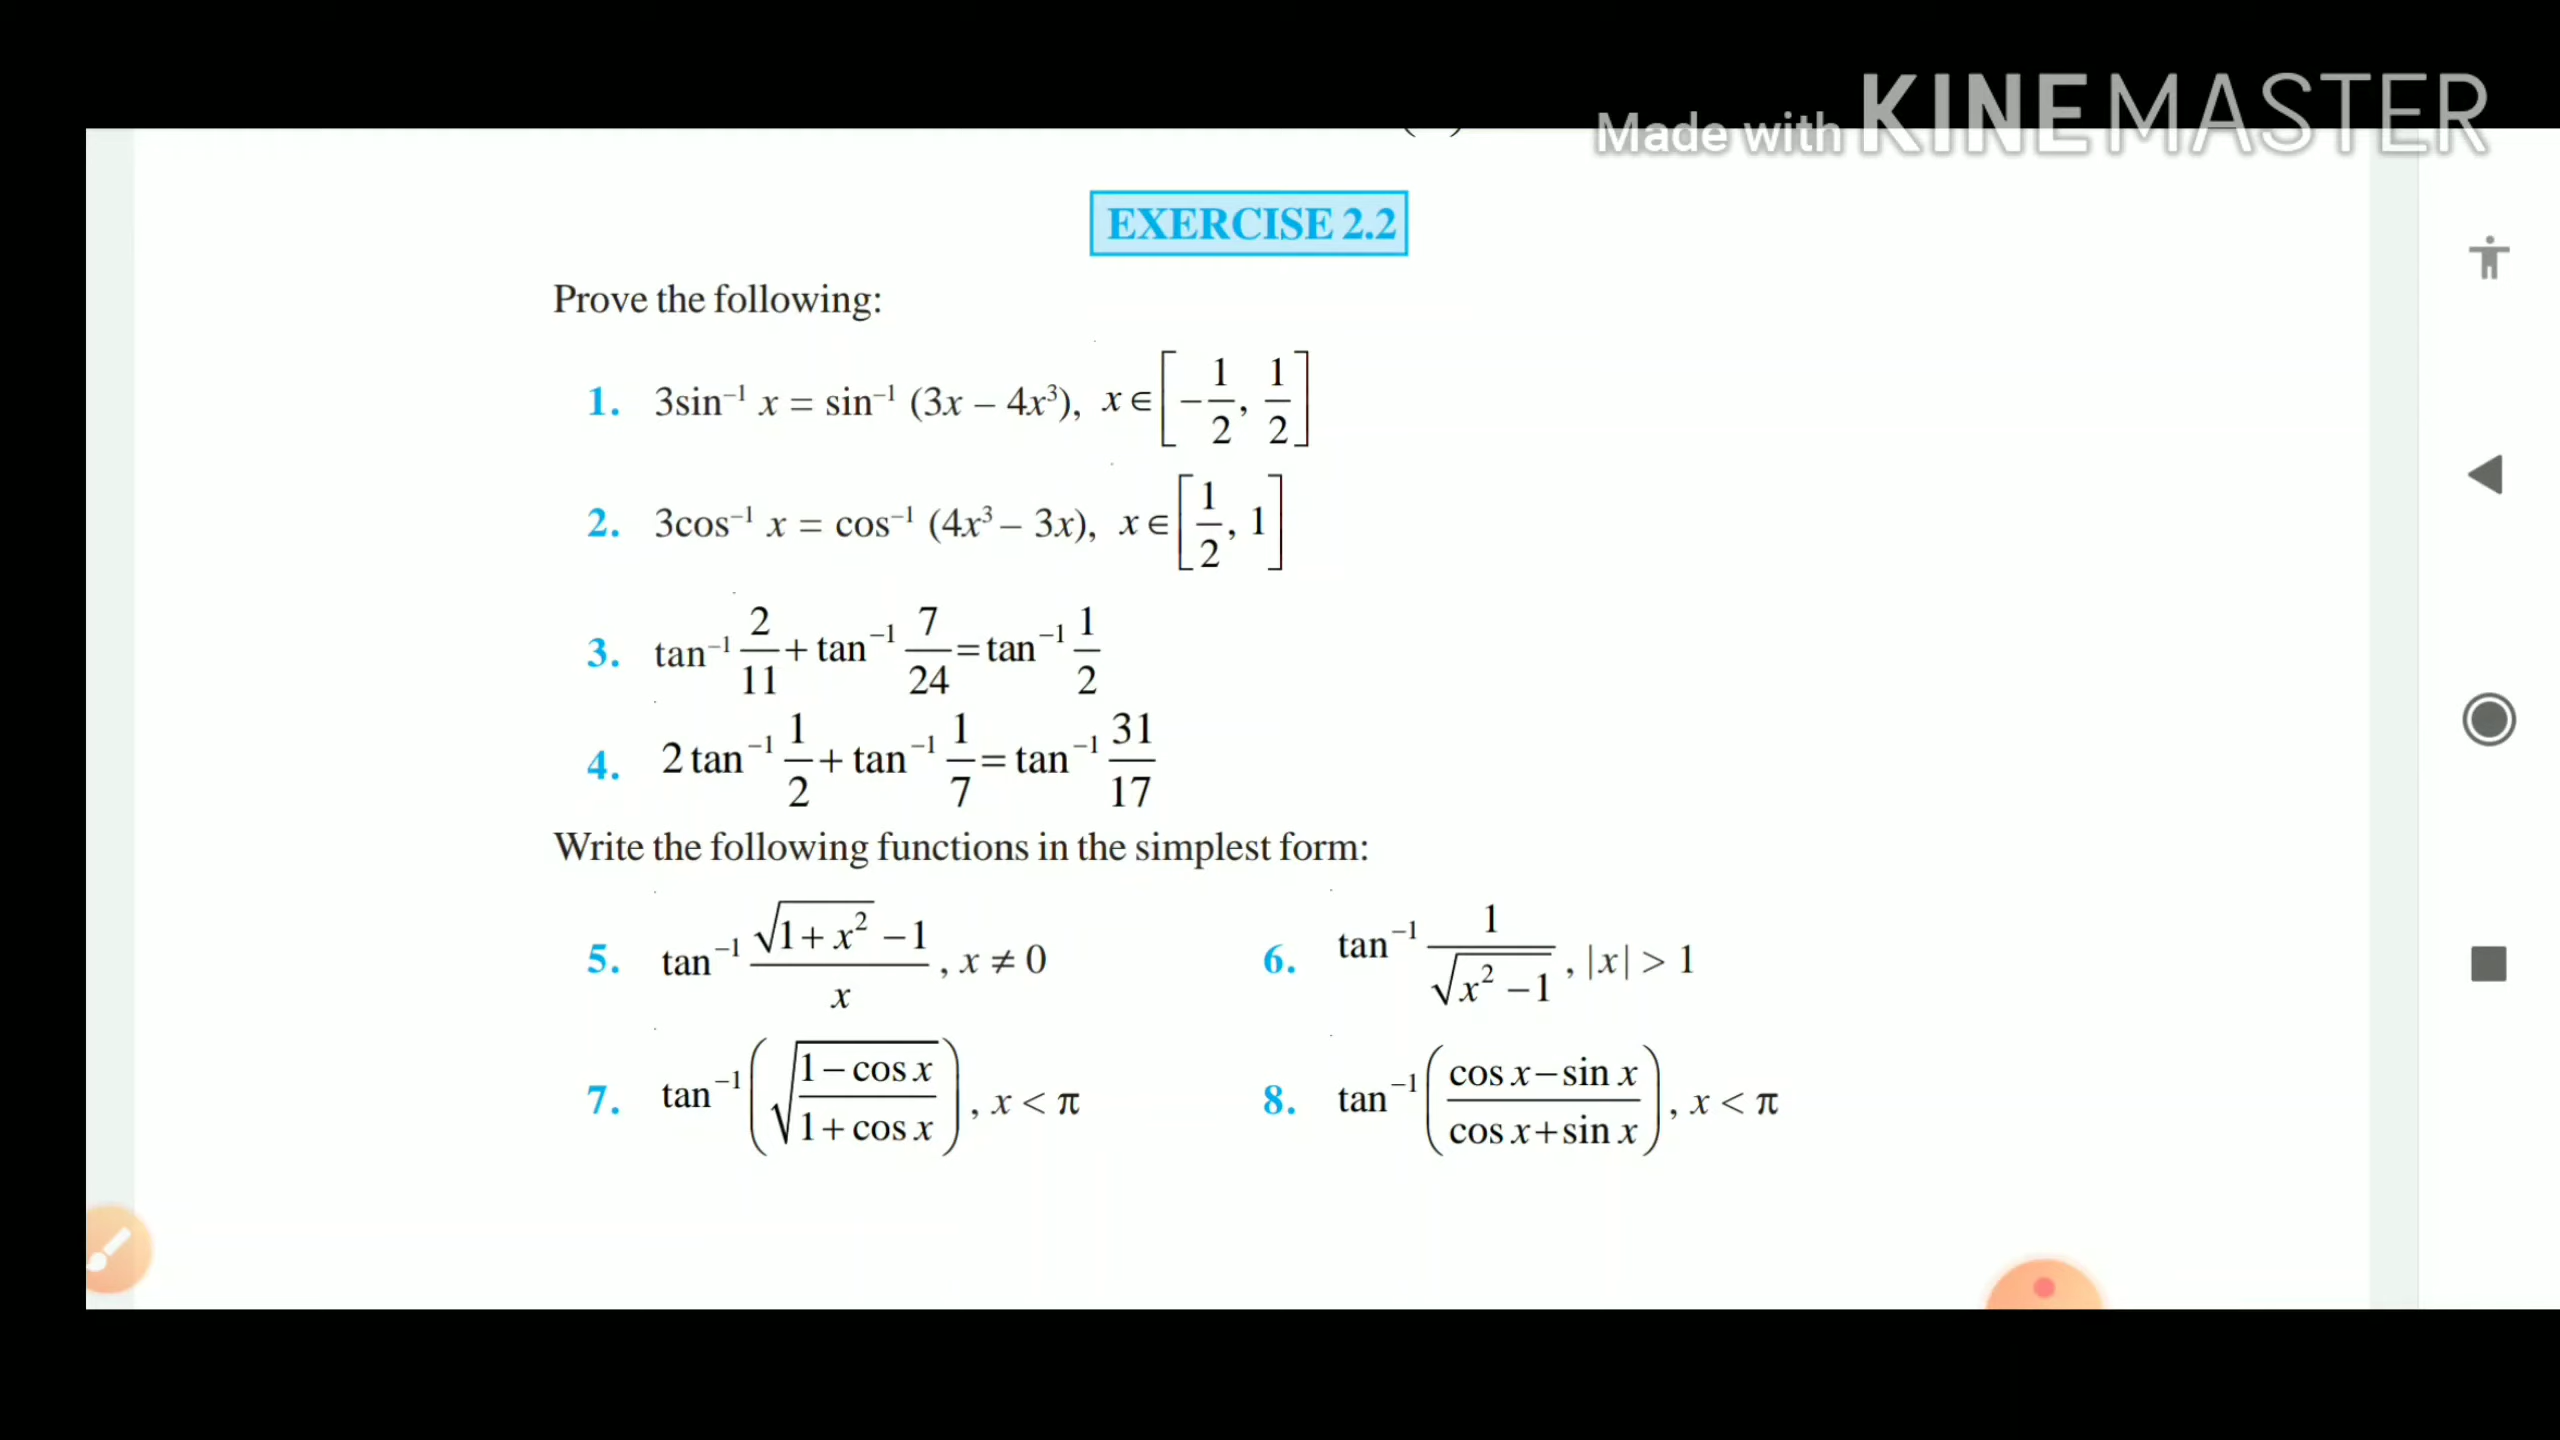 Made with KINEMASTER
EXERCISE 2.2
Prove the following:
1. 3sin⁻¹ x = sin⁻¹ (3x – 4x³), x ∈ [–1/2, 1/2]
2. 3cos⁻¹ x = cos⁻¹ (4x³ – 3x), x ∈ [1/2, 1]
3. tan⁻¹ 2/11 + tan⁻¹ 7/24 = tan⁻¹ 1/2
4. 2 tan⁻¹ 1/2 + tan⁻¹ 1/7 = tan⁻¹ 31/17
Write the following functions in the simplest form:
5. tan⁻¹ (√(1+x²) –1)/x, x ≠ 0 6. tan⁻¹ 1/√(x² –1), |x| > 1
7. tan⁻¹ (√((1– cos x)/(1+ cos x))), x < π 8. tan⁻¹ ((cos x–sin x)/(cos x+sin x)), x < π